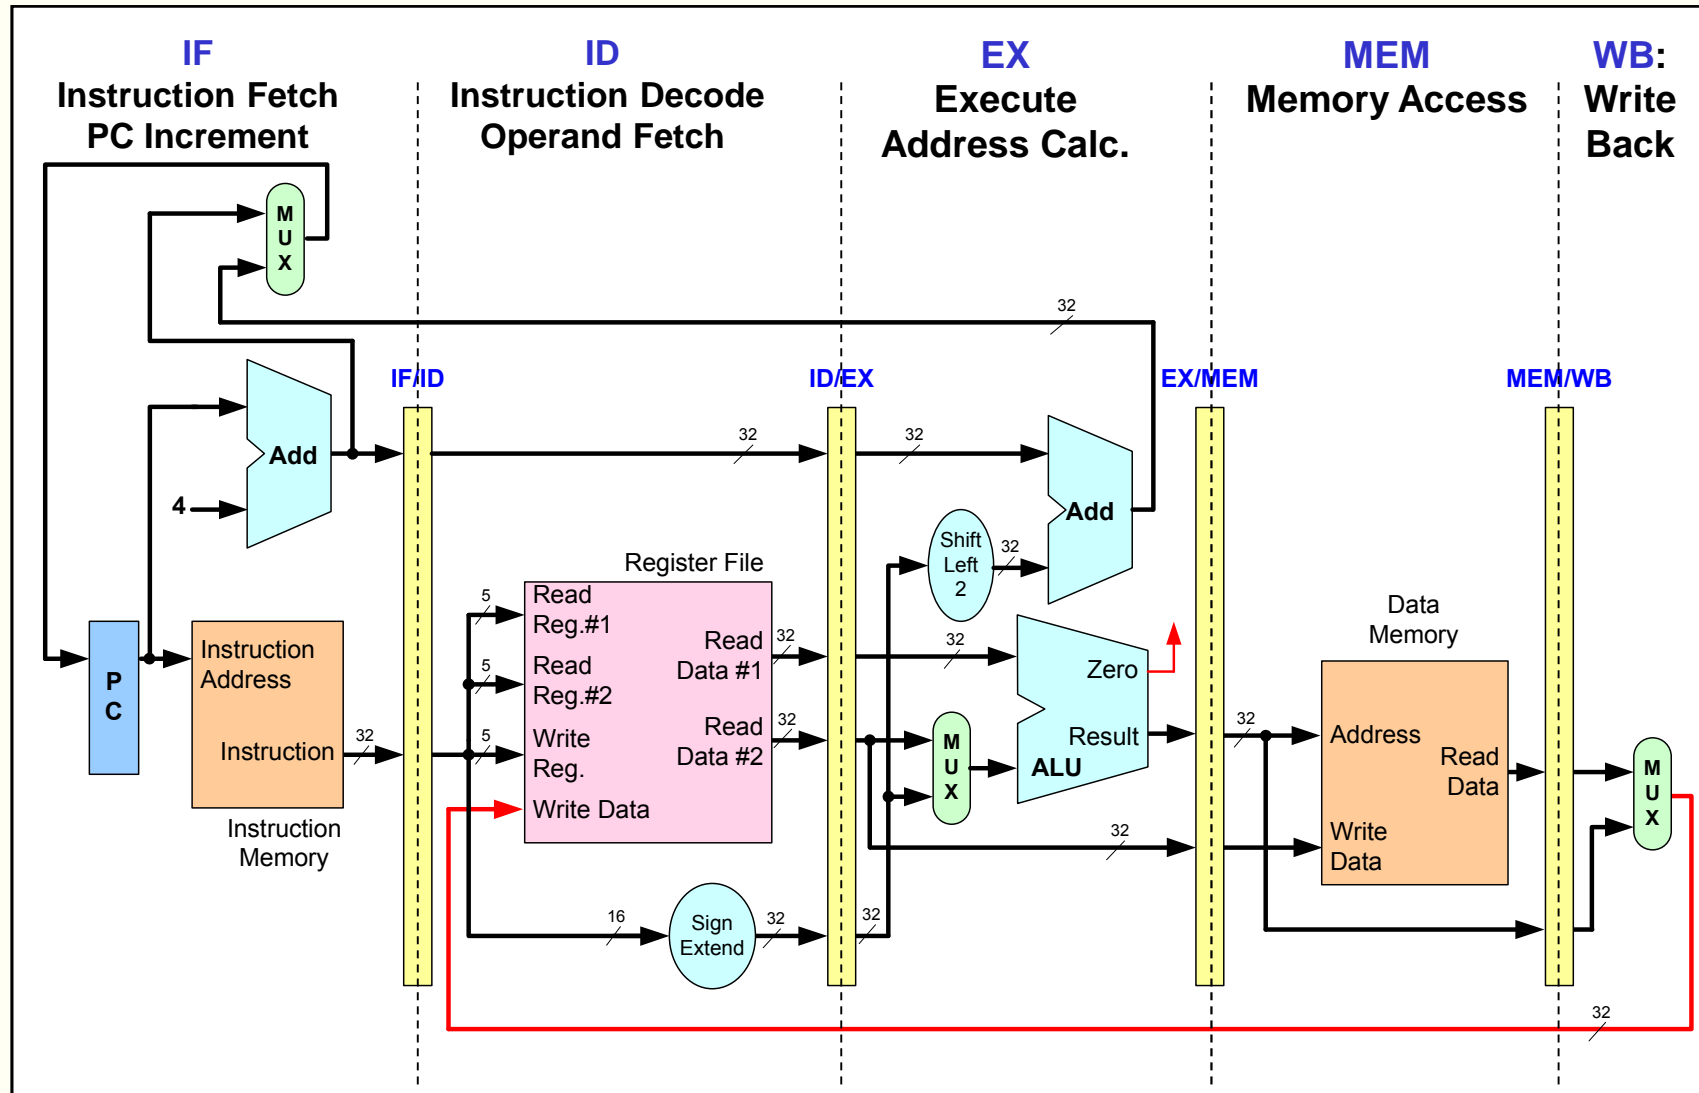 IF
Instruction Fetch
PC Increment
ID
Instruction Decode
Operand Fetch
EX
Execute
Address Calc.
MEM
Memory Access
WB:
Write
Back
M
U
X
32
IF/ID
ID/EX
EX/MEM
MEM/WB
Add
4
32
32
Add
Shift
Left
2
32
Register File
Read
Reg.#1
Read
Reg.#2
Write
Reg.
Write Data
Read
Data #1
Read
Data #2
5
5
5
32
32
P
C
Instruction
Address
Instruction
32
Instruction
Memory
16
Sign
Extend
32
32
32
M
U
X
Zero
Result
ALU
32
32
Data
Memory
Address
Read
Data
Write
Data
M
U
X
32